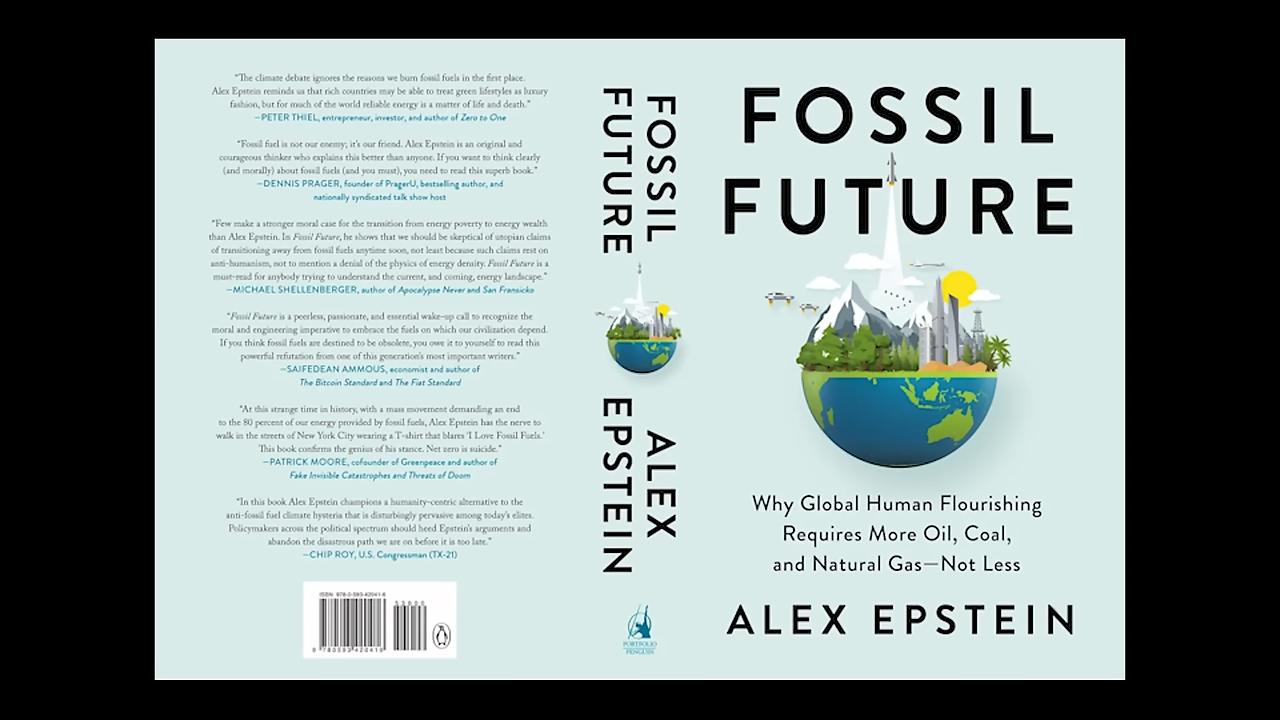 “The climate debate ignores the reasons we burn fossil fuels in the first place.
Alex Epstein reminds us that rich countries may be able to treat green lifestyles as luxury
fashion, but for much of the world reliable energy is a matter of life and death.”
—PETER THIEL, entrepreneur, investor, and author of Zero to One
“Fossil fuel is not our enemy; it’s our friend. Alex Epstein is an original and
courageous thinker who explains this better than anyone. If you want to think clearly
(and morally) about fossil fuels (and you must), you need to read this superb book.”
—DENNIS PRAGER, founder of PragerU, bestselling author, and
nationally syndicated talk show host
“Few make a stronger moral case for the transition from energy poverty to energy wealth
than Alex Epstein. In Fossil Future, he shows that we should be skeptical of utopian claims
of transitioning away from fossil fuels anytime soon, not least because such claims rest on
anti-humanism, not to mention a denial of the physics of energy density. Fossil Future is a
must-read for anybody trying to understand the current, and coming, energy landscape.”
—MICHAEL SHELLENBERGER, author of Apocalypse Never and San Fransicko
“Fossil Future is a peerless, passionate, and essential wake-up call to recognize the
moral and engineering imperative to embrace the fuels on which our civilization depend.
If you think fossil fuels are destined to be obsolete, you owe it to yourself to read this
powerful refutation from one of this generation’s most important writers.”
—SAIFEDEAN AMMOUS, economist and author of
The Bitcoin Standard and The Fiat Standard
“At this strange time in history, with a mass movement demanding an end
to the 80 percent of our energy provided by fossil fuels, Alex Epstein has the nerve to
walk in the streets of New York City wearing a T-shirt that blares ‘I Love Fossil Fuels.’
This book confirms the genius of his stance. Net zero is suicide.”
—PATRICK MOORE, cofounder of Greenpeace and author of
Fake Invisible Catastrophes and Threats of Doom
“In this book Alex Epstein champions a humanity-centric alternative to the
anti-fossil fuel climate hysteria that is disturbingly pervasive among today’s elites.
Policymakers across the political spectrum should heed Epstein’s arguments and
abandon the disastrous path we are on before it is too late.”
—CHIP ROY, U.S. Congressman (TX-21)
ISBN 978-0-593-42041-6
53000
9 780593 420416
FOSSIL
FUTURE
ALEX
EPSTEIN
PORTFOLIO
PENGUIN
FOSSIL
FUTURE
Why Global Human Flourishing
Requires More Oil, Coal,
and Natural Gas—Not Less
ALEX EPSTEIN